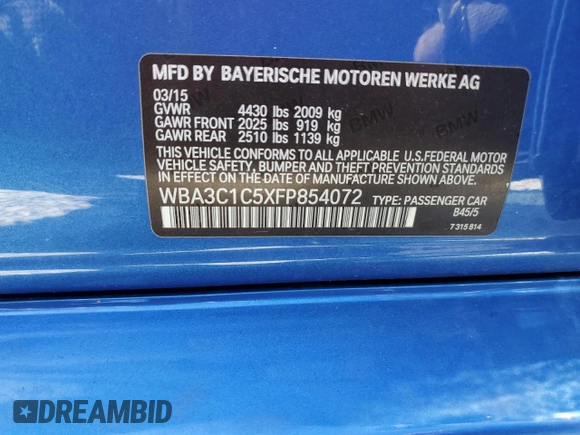 MFD BY BAYERISCHE MOTOREN WERKE AG
03/15
GVWR 4430 lbs 2009 kg
GAWR FRONT 2025 lbs 919 kg
GAWR REAR 2510 lbs 1139 kg
THIS VEHICLE CONFORMS TO ALL APPLICABLE U.S.FEDERAL MOTOR
VEHICLE SAFETY, BUMPER AND THEFT PREVENTION STANDARDS
IN EFFECT ON THE DATE OF MANUFACTURE SHOWN ABOVE.
WBA3C1C5XFP854072 TYPE: PASSENGER CAR
B45/5
7 315 814
DREAMBID